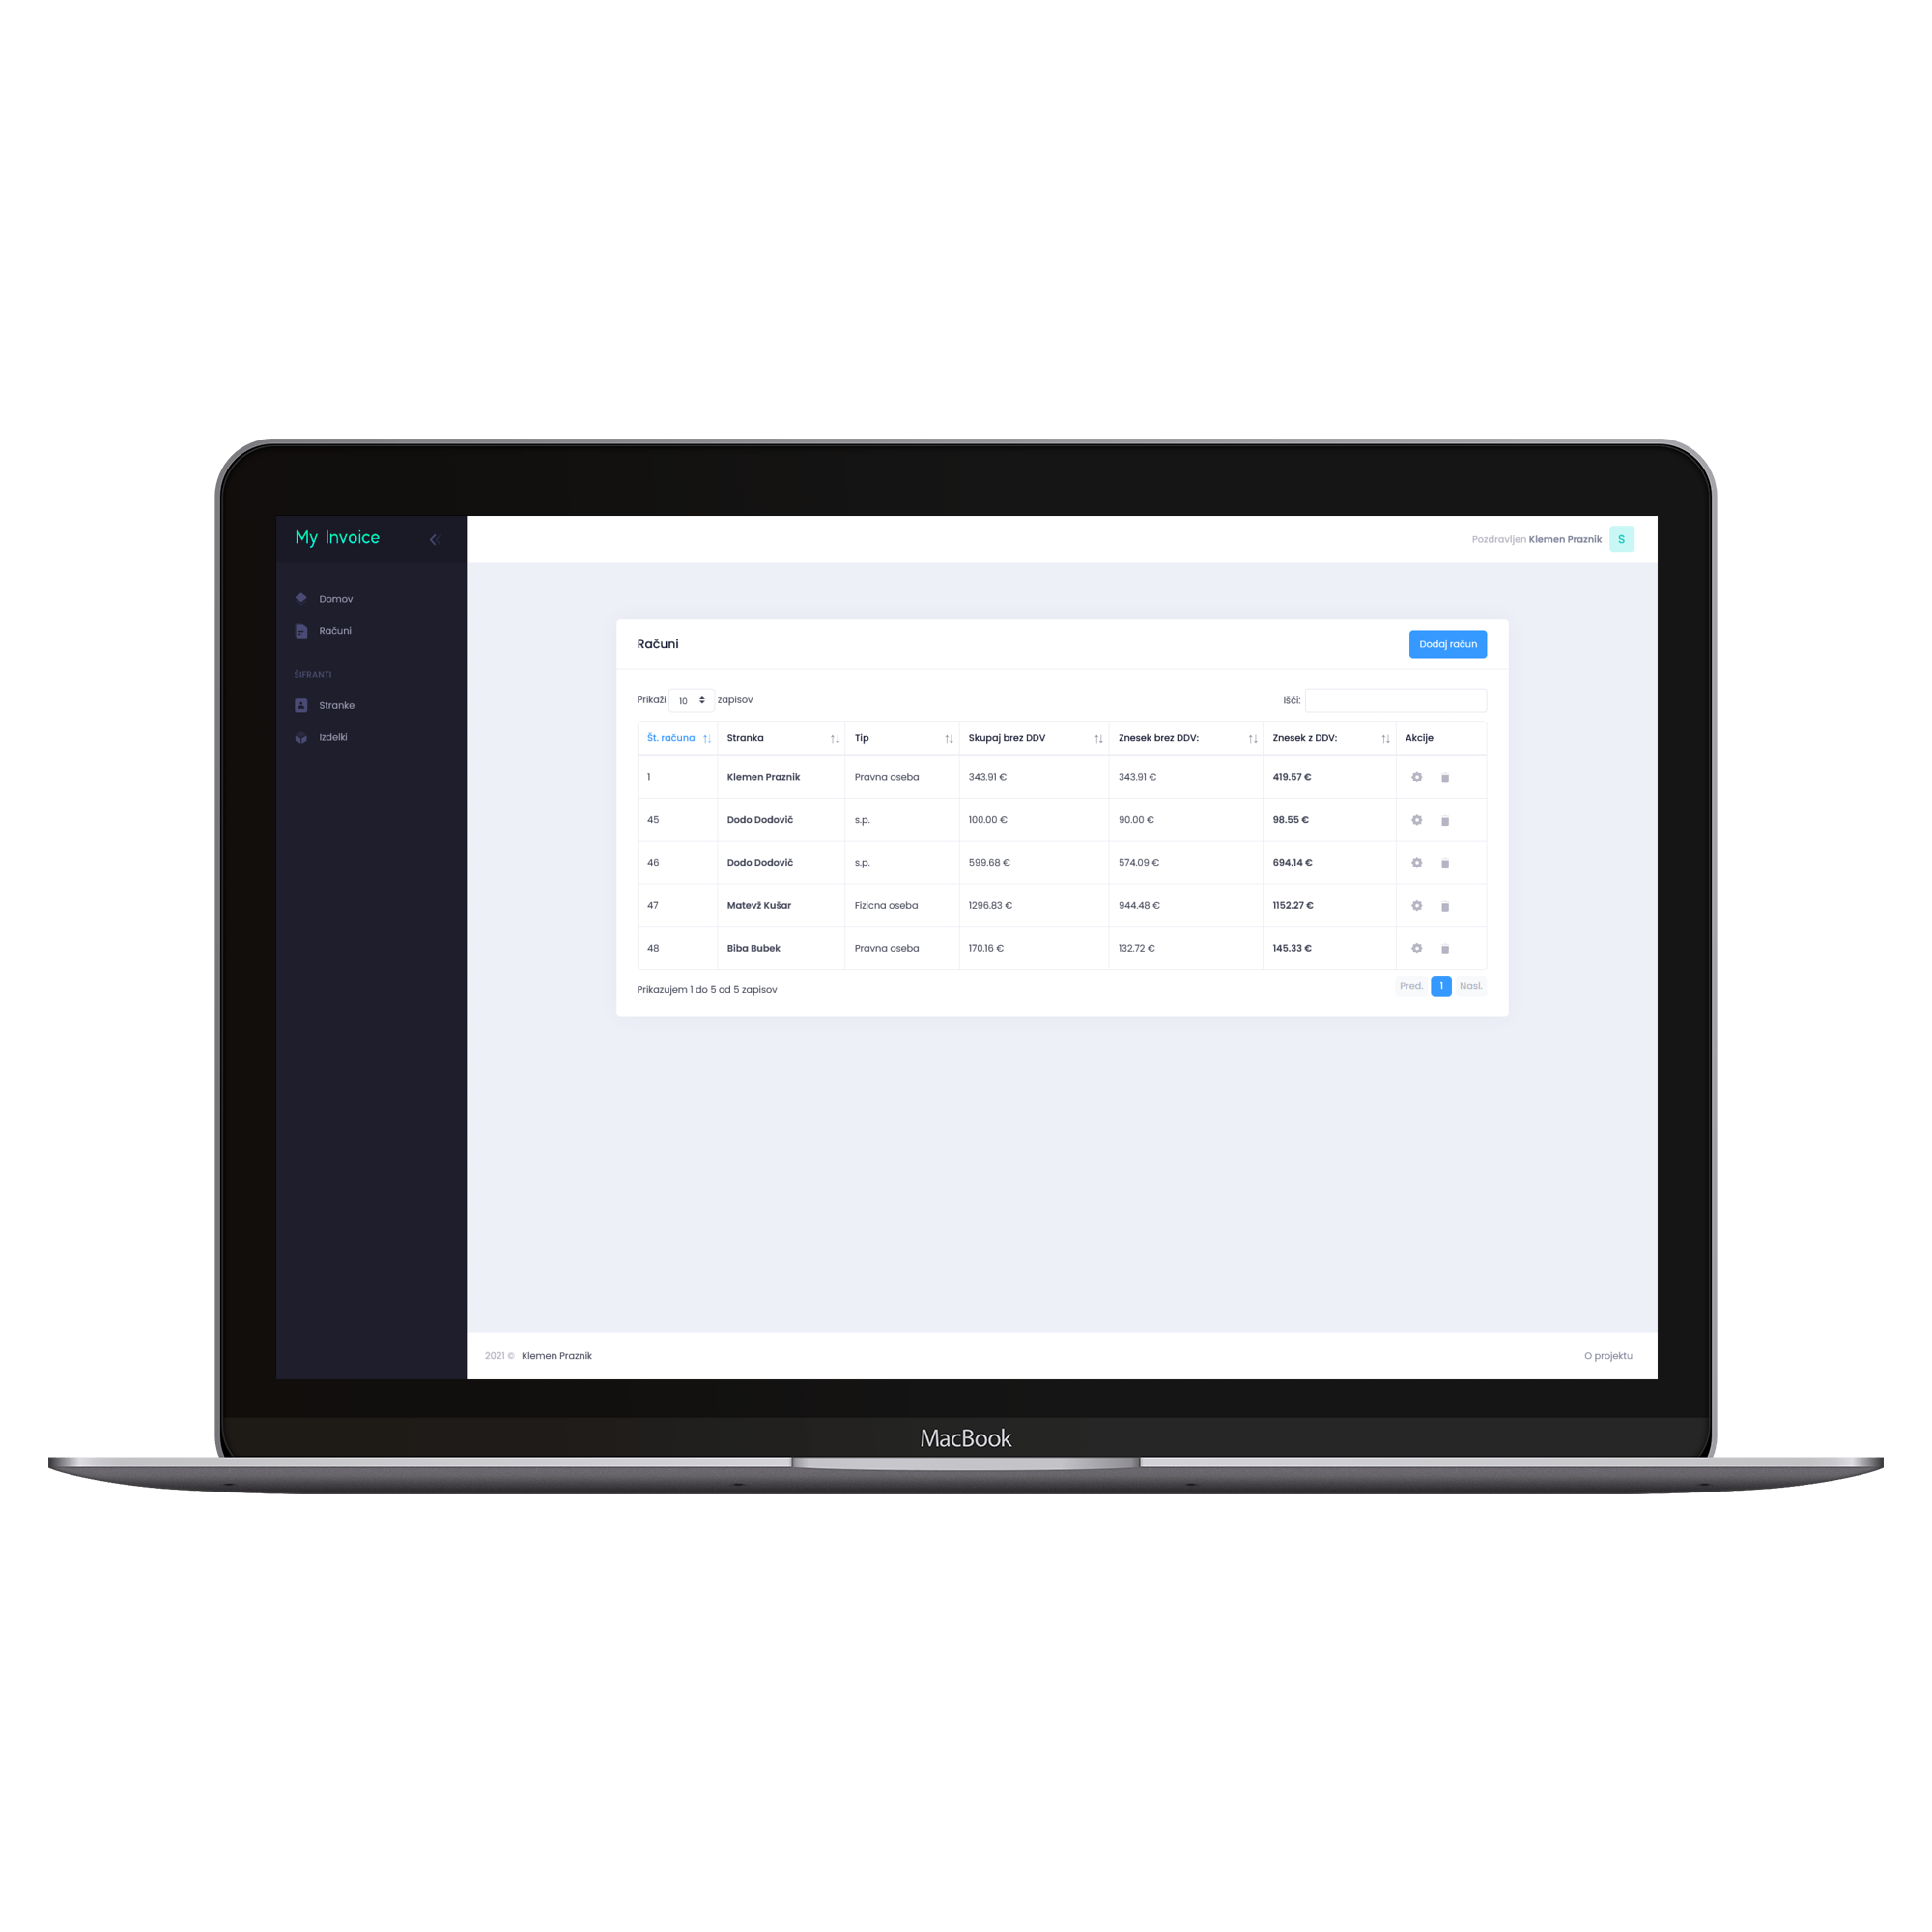 My Invoice
Pozdravljen Klemen Praznik S
Domov
Računi
ŠIFRANTI
Stranke
Izdelki
Računi
Dodaj račun
Prikaži 10 zapisov
Išči:
Št. računa Stranka Tip Skupaj brez DDV Znesek brez DDV: Znesek z DDV: Akcije
1 Klemen Praznik Pravna oseba 343.91 € 343.91 € 419.57 €
45 Dodo Dodovič s.p. 100.00 € 90.00 € 98.55 €
46 Dodo Dodovič s.p. 599.68 € 574.09 € 694.14 €
47 Matevž Kušar Fizicna oseba 1296.83 € 944.48 € 1152.27 €
48 Biba Bubek Pravna oseba 170.16 € 132.72 € 145.33 €
Prikazujem 1 do 5 od 5 zapisov
Pred. 1 Nasl.
2021 © Klemen Praznik
O projektu
MacBook